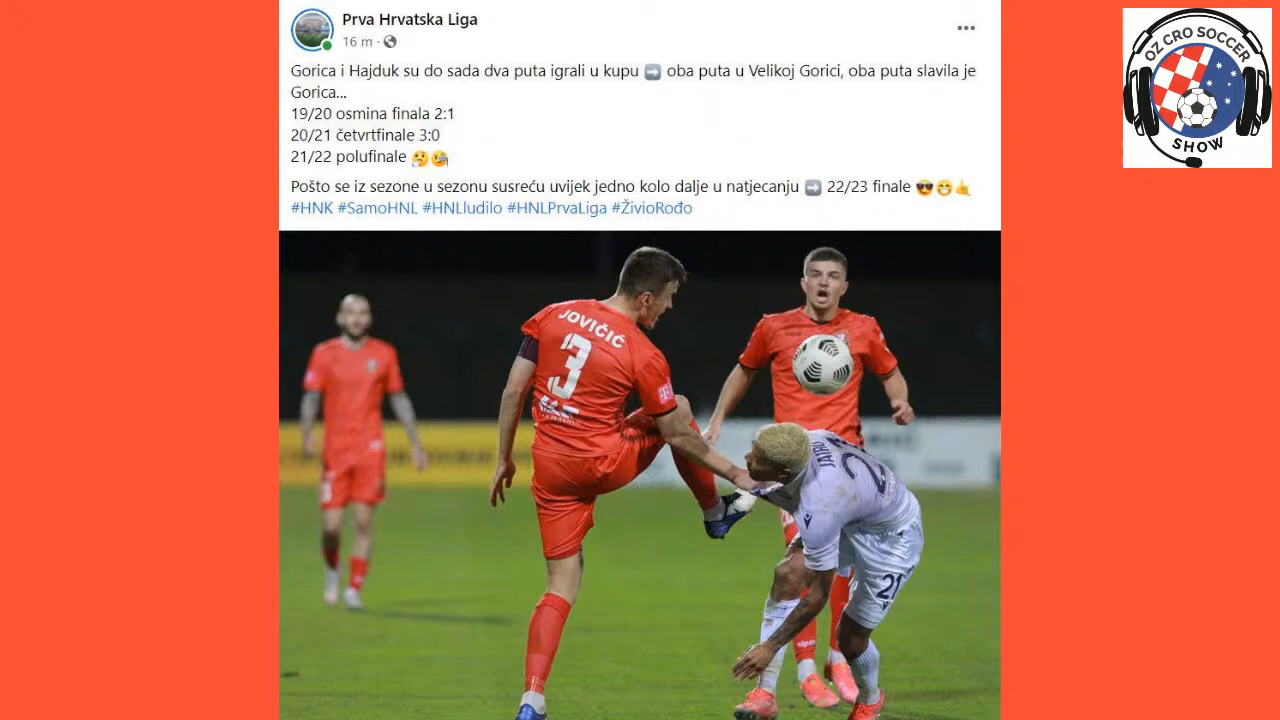 Prva Hrvatska Liga
16 m ·
Gorica i Hajduk su do sada dva puta igrali u kupu ➡️ oba puta u Velikoj Gorici, oba puta slavila je
Gorica...
19/20 osmina finala 2:1
20/21 četvrtfinale 3:0
21/22 polufinale 🤔🧐
Pošto se iz sezone u sezonu susreću uvijek jedno kolo dalje u natjecanju ➡️ 22/23 finale 😎😁🤙
#HNK #SamoHNL #HNLludilo #HNLPrvaLiga #ŽivioRođo
OZ CRO SOCCER
SHOW
JOVIČIĆ
3
21